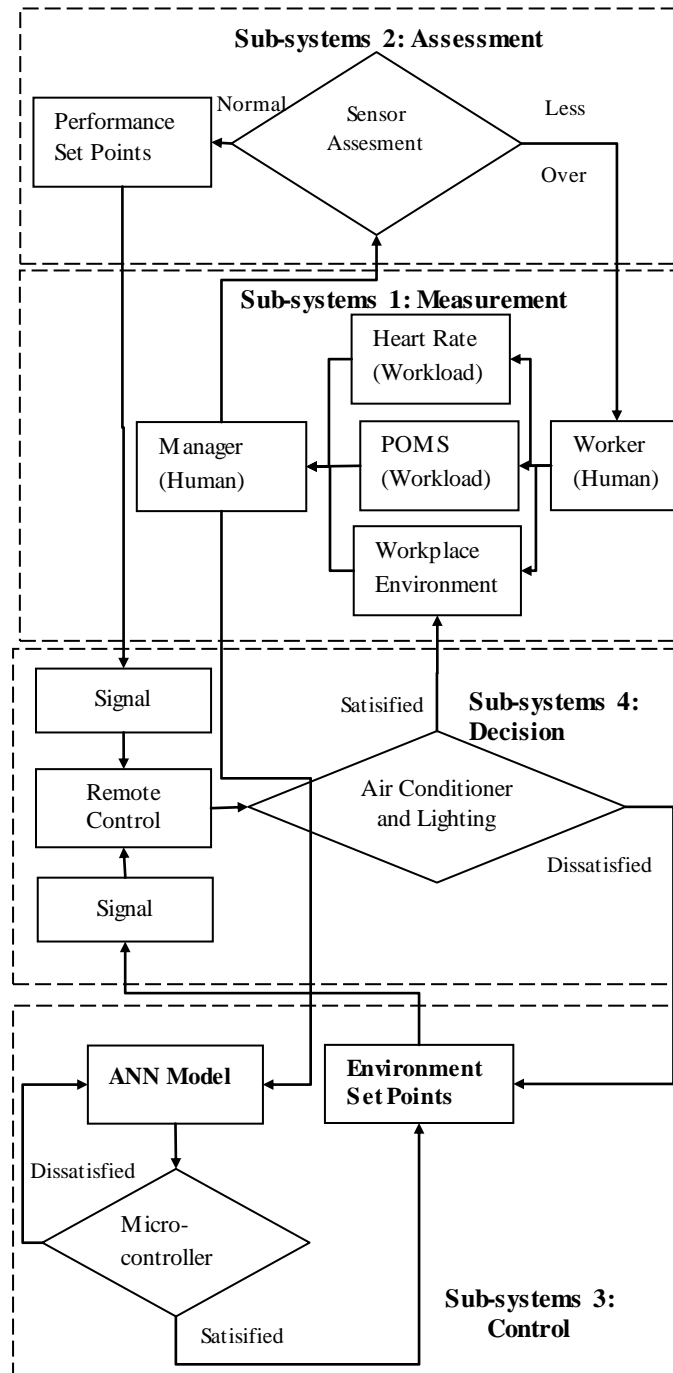 Sub-systems 2: Assessment
Normal
Sensor
Assesment
Less
Performance
Set Points
Over
Sub-systems 1: Measurement
Heart Rate
(Workload)
Manager
(Human)
POMS
(Workload)
Worker
(Human)
Workplace
Environment
Signal
Satisified
Sub-systems 4:
Decision
Remote
Control
Air Conditioner
and Lighting
Dissatisfied
Signal
ANN Model
Environment
Set Points
Dissatisfied
Micro-
controller
Satisified
Sub-systems 3:
Control